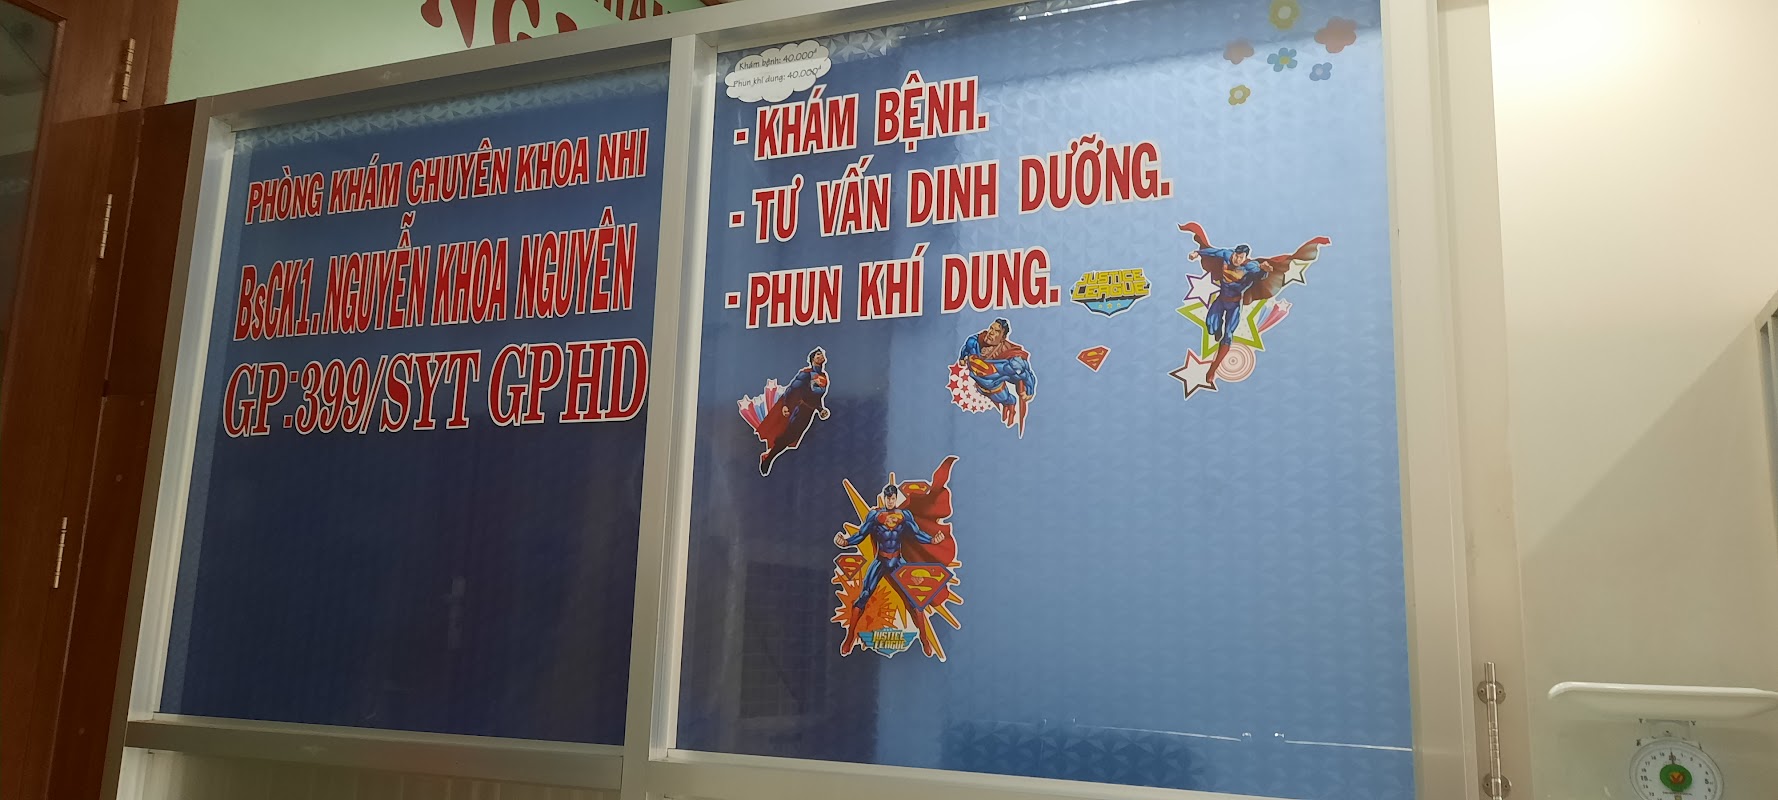 PHÒNG KHÁM CHUYÊN KHOA NHI
BsCK1. NGUYỄN KHOA NGUYÊN
GP:399/SYT GPHD
Khám bệnh: 40.000đ
Phun khí dung: 40.000đ
- KHÁM BỆNH.
- TƯ VẤN DINH DƯỠNG.
- PHUN KHÍ DUNG.
JUSTICE
LEAGUE
JUSTICE
LEAGUE